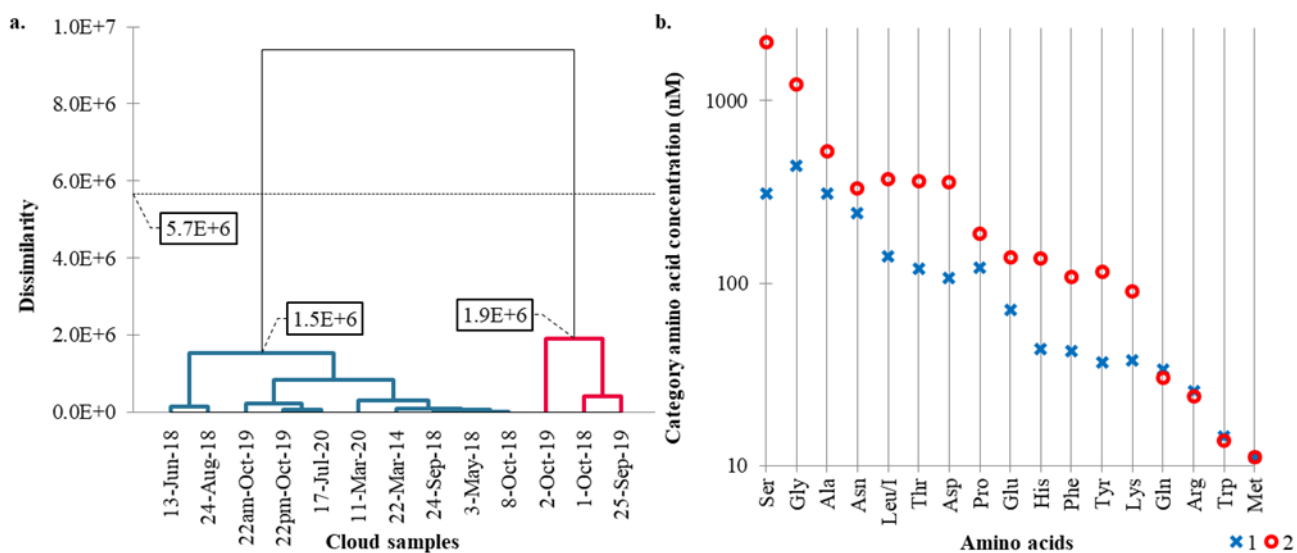 a.
Dissimilarity
1.0E+7
8.0E+6
6.0E+6
4.0E+6
2.0E+6
0.0E+0
5.7E+6
1.5E+6
1.9E+6
13-Jun-18
24-Aug-18
22am-Oct-19
22pm-Oct-19
17-Jul-20
11-Mar-20
22-Mar-14
24-Sep-18
3-May-18
8-Oct-18
2-Oct-19
1-Oct-18
25-Sep-19
Cloud samples
b.
Category amino acid concentration (nM)
1000
100
10
Ser
Gly
Ala
Asn
Leu/I
Thr
Asp
Pro
Glu
His
Phe
Tyr
Lys
Gln
Arg
Trp
Met
Amino acids
1 2